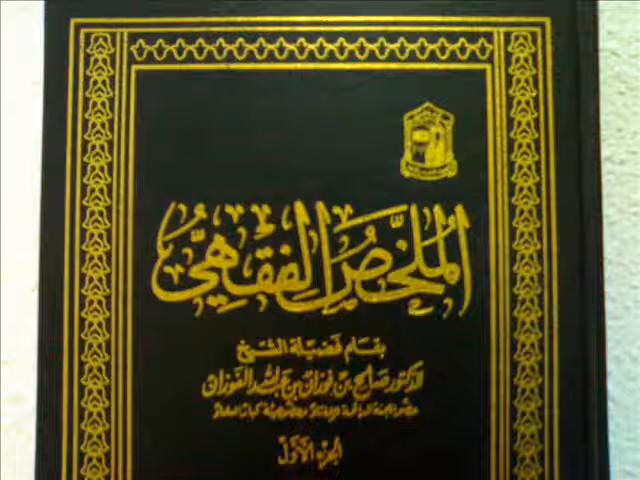 الملخص الفقهي
بقلم فضيلة الشيخ
الدكتور صالح بن فوزان بن عبدالله الفوزان
الجزء الأول